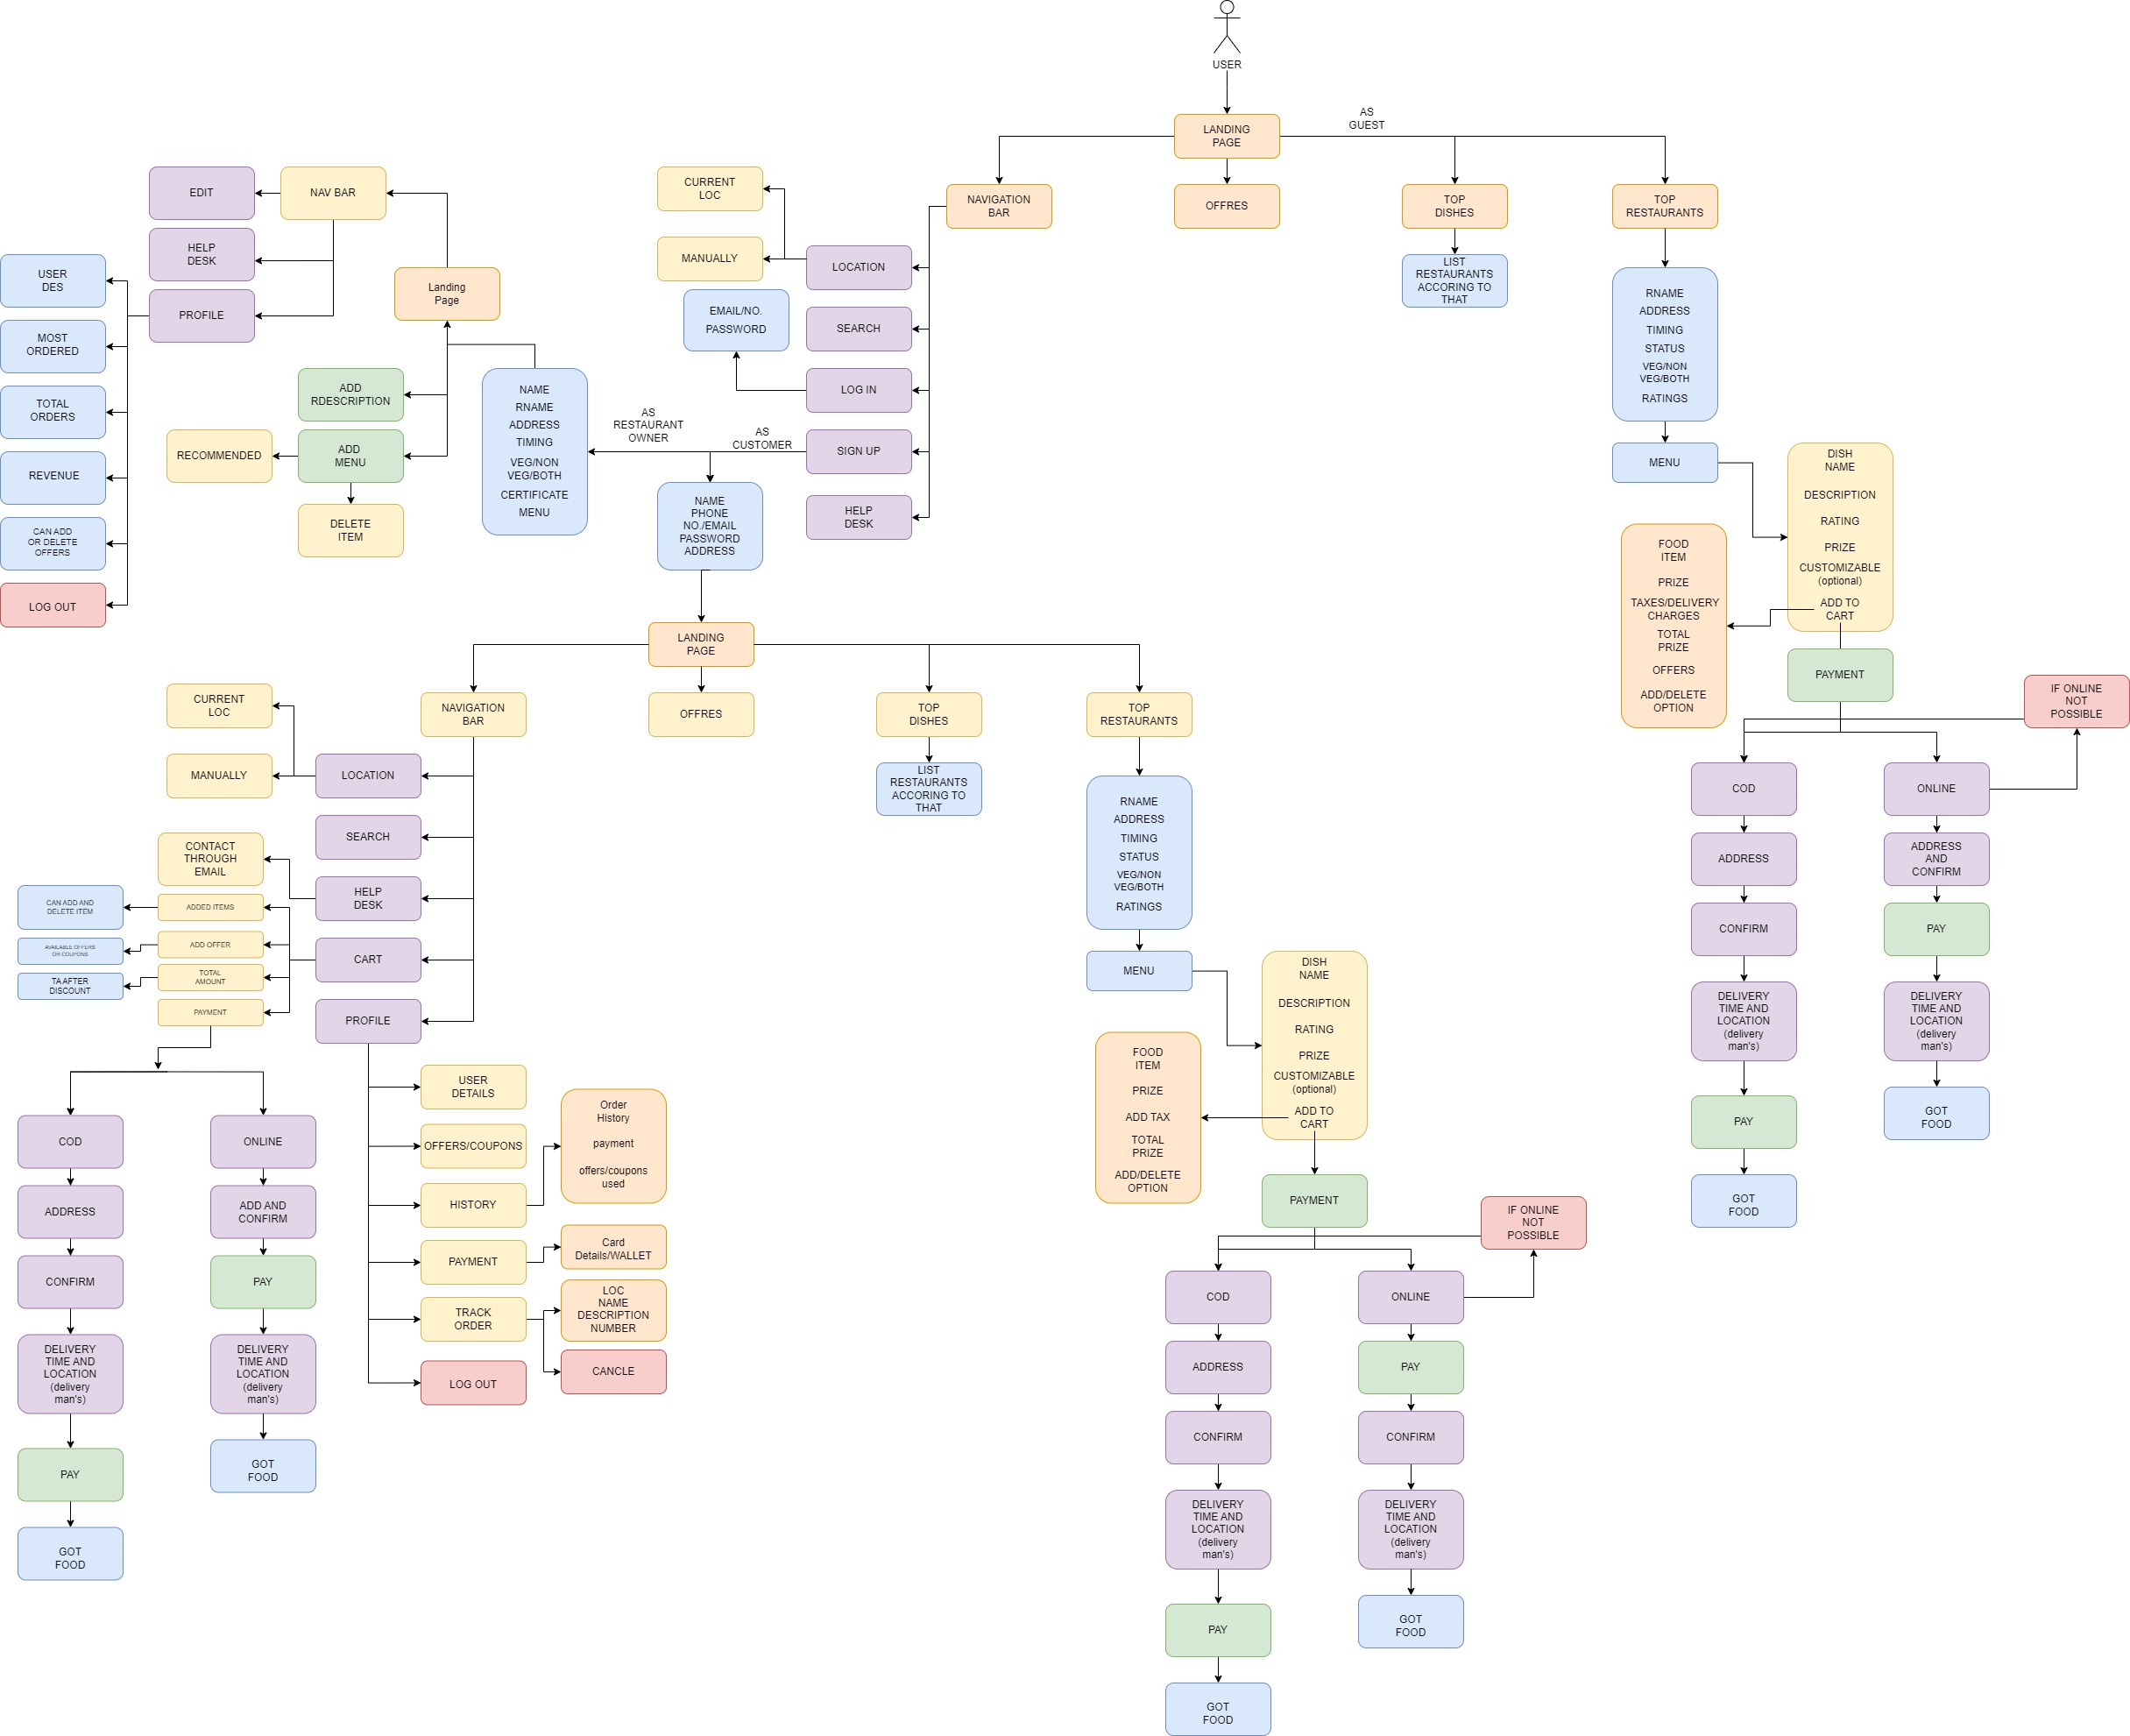 USER
LANDING
PAGE
AS
GUEST
NAVIGATION
BAR
OFFRES
TOP
DISHES
TOP
RESTAURANTS
LIST
RESTAURANTS
ACCORING TO
THAT
RNAME
ADDRESS
TIMING
STATUS
VEG/NON
VEG/BOTH
RATINGS
MENU
DISH
NAME
DESCRIPTION
RATING
PRIZE
CUSTOMIZABLE
(optional)
ADD TO
CART
FOOD
ITEM
PRIZE
TAXES/DELIVERY
CHARGES
TOTAL
PRIZE
OFFERS
ADD/DELETE
OPTION
PAYMENT
IF ONLINE
NOT
POSSIBLE
COD
ADDRESS
CONFIRM
DELIVERY
TIME AND
LOCATION
(delivery
man's)
PAY
GOT
FOOD
ONLINE
ADDRESS
AND
CONFIRM
PAY
DELIVERY
TIME AND
LOCATION
(delivery
man's)
GOT
FOOD
LOCATION
CURRENT
LOC
MANUALLY
SEARCH
LOG IN
EMAIL/NO.
PASSWORD
SIGN UP
HELP
DESK
AS
CUSTOMER
AS
RESTAURANT
OWNER
NAME
RNAME
ADDRESS
TIMING
VEG/NON
VEG/BOTH
CERTIFICATE
MENU
Landing
Page
NAV BAR
EDIT
HELP
DESK
PROFILE
USER
DES
MOST
ORDERED
TOTAL
ORDERS
REVENUE
CAN ADD
OR DELETE
OFFERS
LOG OUT
ADD
RDESCRIPTION
ADD
MENU
RECOMMENDED
DELETE
ITEM
NAME
PHONE
NO./EMAIL
PASSWORD
ADDRESS
LANDING
PAGE
NAVIGATION
BAR
OFFRES
TOP
DISHES
TOP
RESTAURANTS
LOCATION
CURRENT
LOC
MANUALLY
SEARCH
HELP
DESK
CONTACT
THROUGH
EMAIL
CART
ADDED ITEMS
CAN ADD AND
DELETE ITEM
ADD OFFER
AVAILABLE OFFERS
OR COUPONS
TOTAL
AMOUNT
TA AFTER
DISCOUNT
PAYMENT
COD
ADDRESS
CONFIRM
DELIVERY
TIME AND
LOCATION
(delivery
man's)
PAY
GOT
FOOD
ONLINE
ADD AND
CONFIRM
PAY
DELIVERY
TIME AND
LOCATION
(delivery
man's)
GOT
FOOD
PROFILE
USER
DETAILS
OFFERS/COUPONS
HISTORY
Order
History
payment
offers/coupons
used
PAYMENT
Card
Details/WALLET
TRACK
ORDER
LOC
NAME
DESCRIPTION
NUMBER
CANCLE
LOG OUT
LIST
RESTAURANTS
ACCORING TO
THAT
RNAME
ADDRESS
TIMING
STATUS
VEG/NON
VEG/BOTH
RATINGS
MENU
DISH
NAME
DESCRIPTION
RATING
PRIZE
CUSTOMIZABLE
(optional)
ADD TO
CART
FOOD
ITEM
PRIZE
ADD TAX
TOTAL
PRIZE
ADD/DELETE
OPTION
PAYMENT
IF ONLINE
NOT
POSSIBLE
COD
ADDRESS
CONFIRM
DELIVERY
TIME AND
LOCATION
(delivery
man's)
PAY
GOT
FOOD
ONLINE
PAY
CONFIRM
DELIVERY
TIME AND
LOCATION
(delivery
man's)
GOT
FOOD